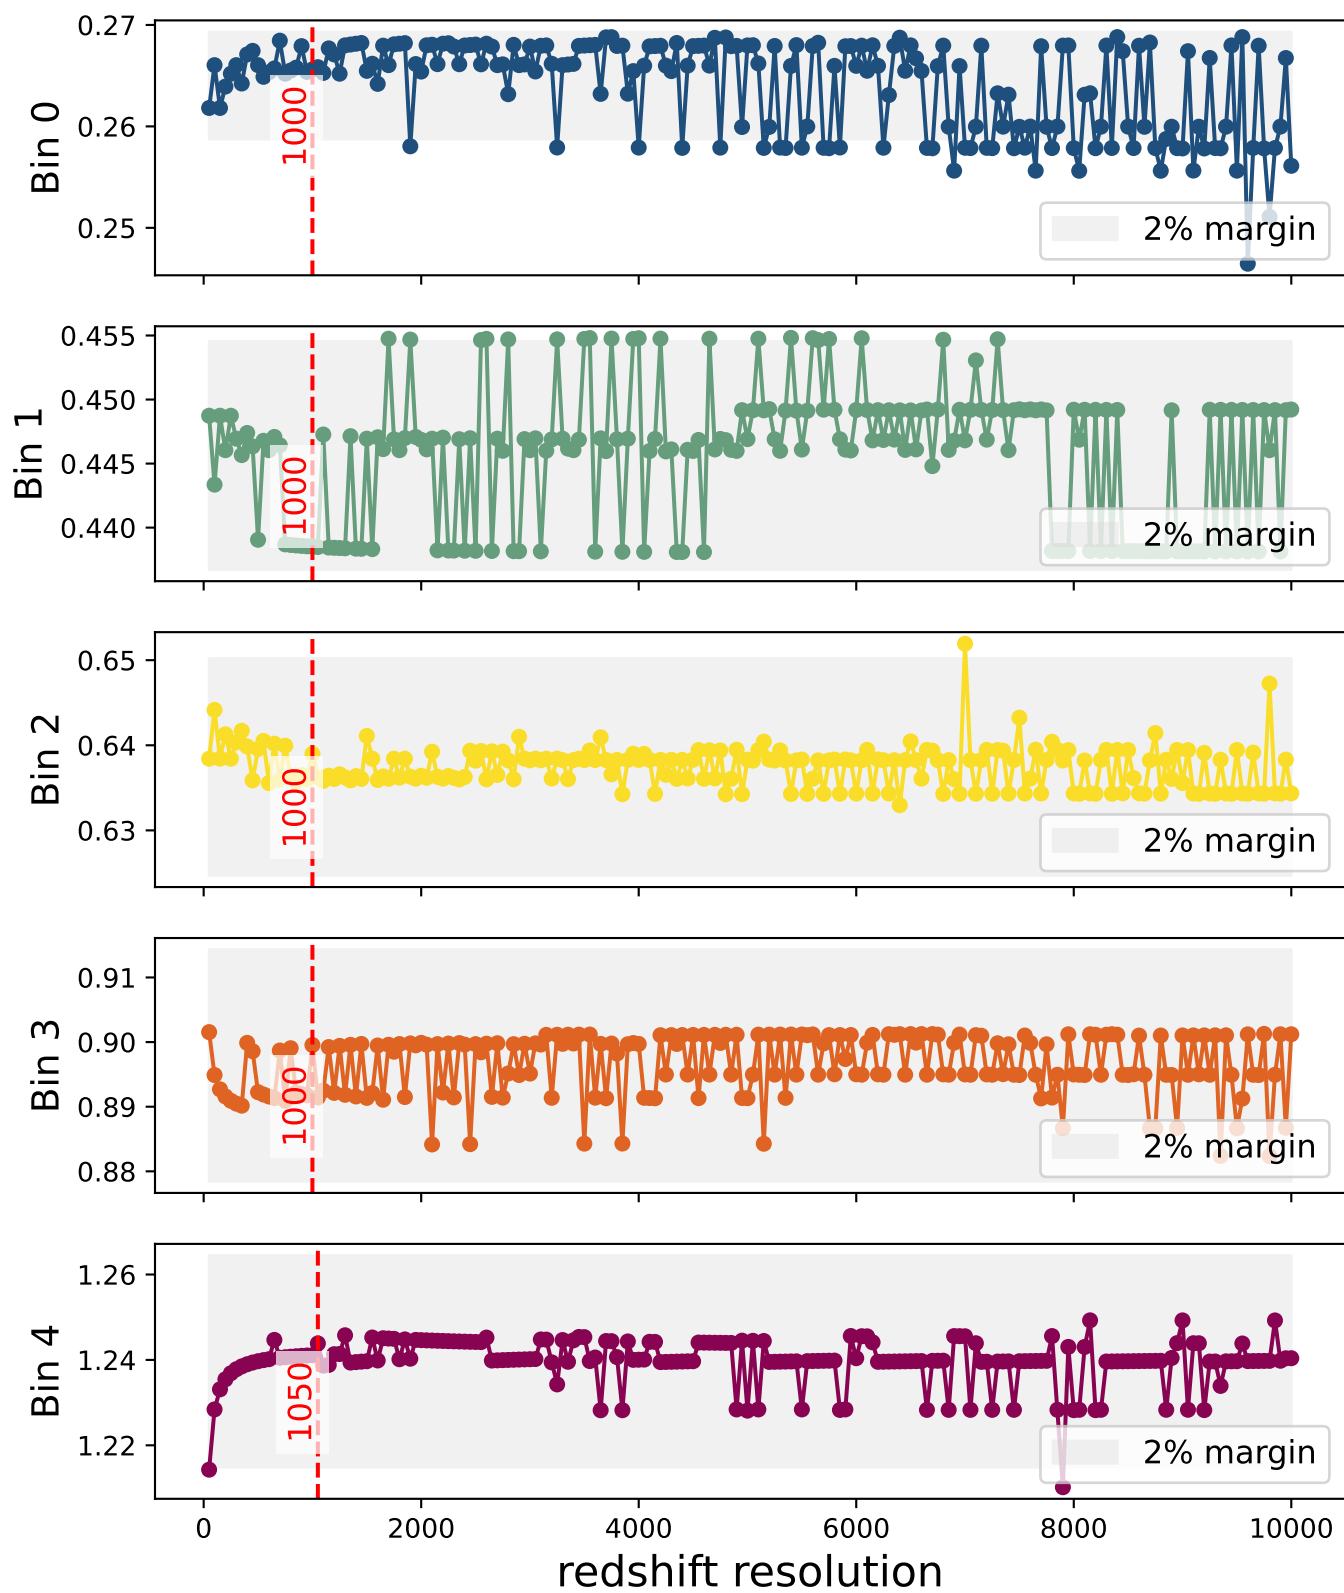 0.27
0.26
0.25
Bin 0
1000
2% margin
0.455
0.450
0.445
0.440
Bin 1
1000
2% margin
0.65
0.64
0.63
Bin 2
1000
2% margin
0.91
0.90
0.89
0.88
Bin 3
1000
2% margin
1.26
1.24
1.22
Bin 4
1050
2% margin
0 2000 4000 6000 8000 10000
redshift resolution